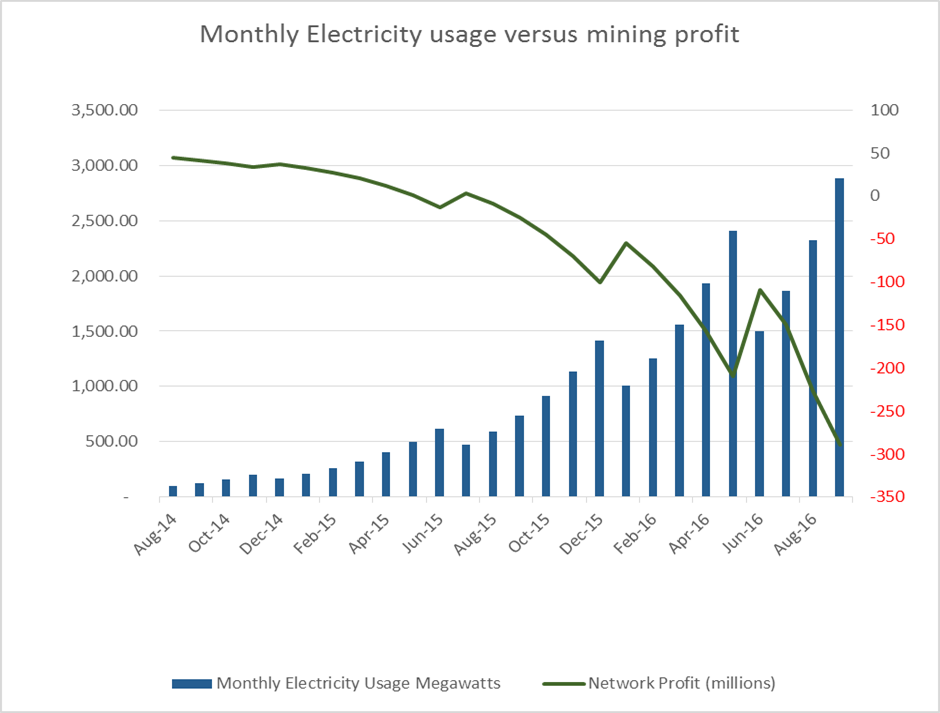 Monthly Electricity usage versus mining profit
3,500.00
3,000.00
2,500.00
2,000.00
1,500.00
1,000.00
500.00
-
100
50
0
-50
-100
-150
-200
-250
-300
-350
Aug-14
Oct-14
Dec-14
Feb-15
Apr-15
Jun-15
Aug-15
Oct-15
Dec-15
Feb-16
Apr-16
Jun-16
Aug-16
Monthly Electricity Usage Megawatts
Network Profit (millions)